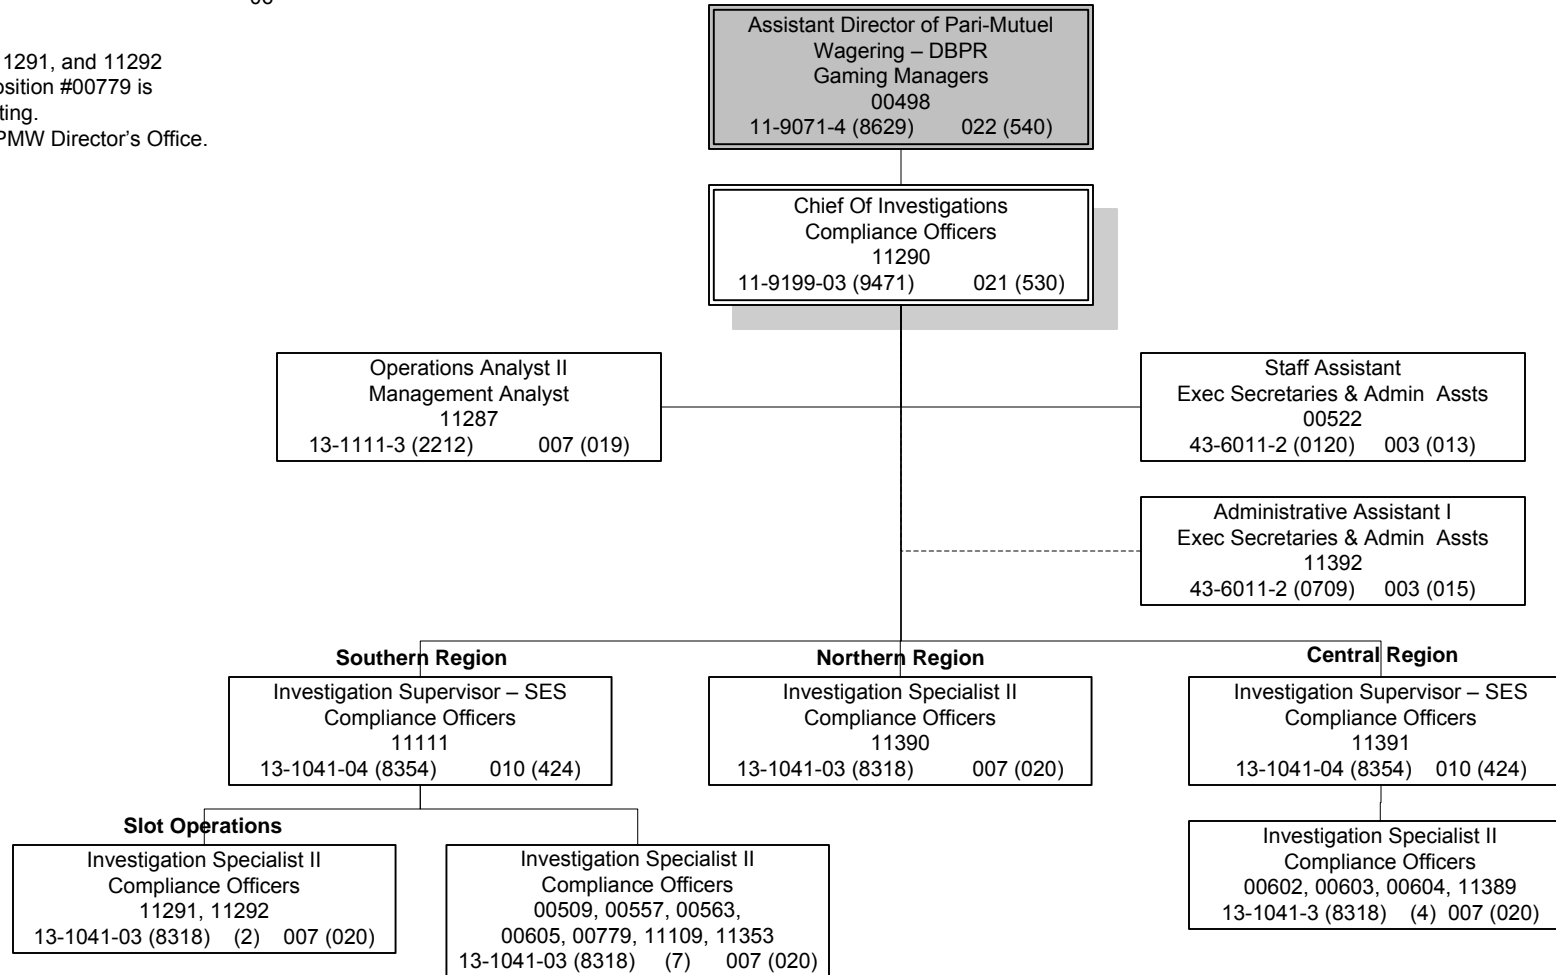 1291, and 11292
osition #00779 is
ting.
PMW Director's Office.
Assistant Director of Pari-Mutuel
Wagering – DBPR
Gaming Managers
00498
11-9071-4 (8629) 022 (540)
Chief Of Investigations
Compliance Officers
11290
11-9199-03 (9471) 021 (530)
Operations Analyst II
Management Analyst
11287
13-1111-3 (2212) 007 (019)
Staff Assistant
Exec Secretaries & Admin Assts
00522
43-6011-2 (0120) 003 (013)
Administrative Assistant I
Exec Secretaries & Admin Assts
11392
43-6011-2 (0709) 003 (015)
Southern Region
Investigation Supervisor – SES
Compliance Officers
11111
13-1041-04 (8354) 010 (424)
Northern Region
Investigation Specialist II
Compliance Officers
11390
13-1041-03 (8318) 007 (020)
Central Region
Investigation Supervisor – SES
Compliance Officers
11391
13-1041-04 (8354) 010 (424)
Slot Operations
Investigation Specialist II
Compliance Officers
11291, 11292
13-1041-03 (8318) (2) 007 (020)
Investigation Specialist II
Compliance Officers
00509, 00557, 00563,
00605, 00779, 11109, 11353
13-1041-03 (8318) (7) 007 (020)
Investigation Specialist II
Compliance Officers
00602, 00603, 00604, 11389
13-1041-3 (8318) (4) 007 (020)